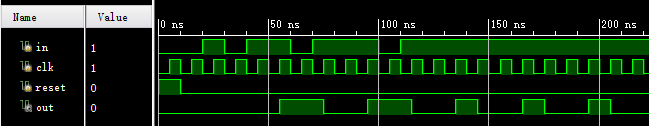 Name Value
0 ns 50 ns 100 ns 150 ns 200 ns
in 1
clk 1
reset 0
out 0